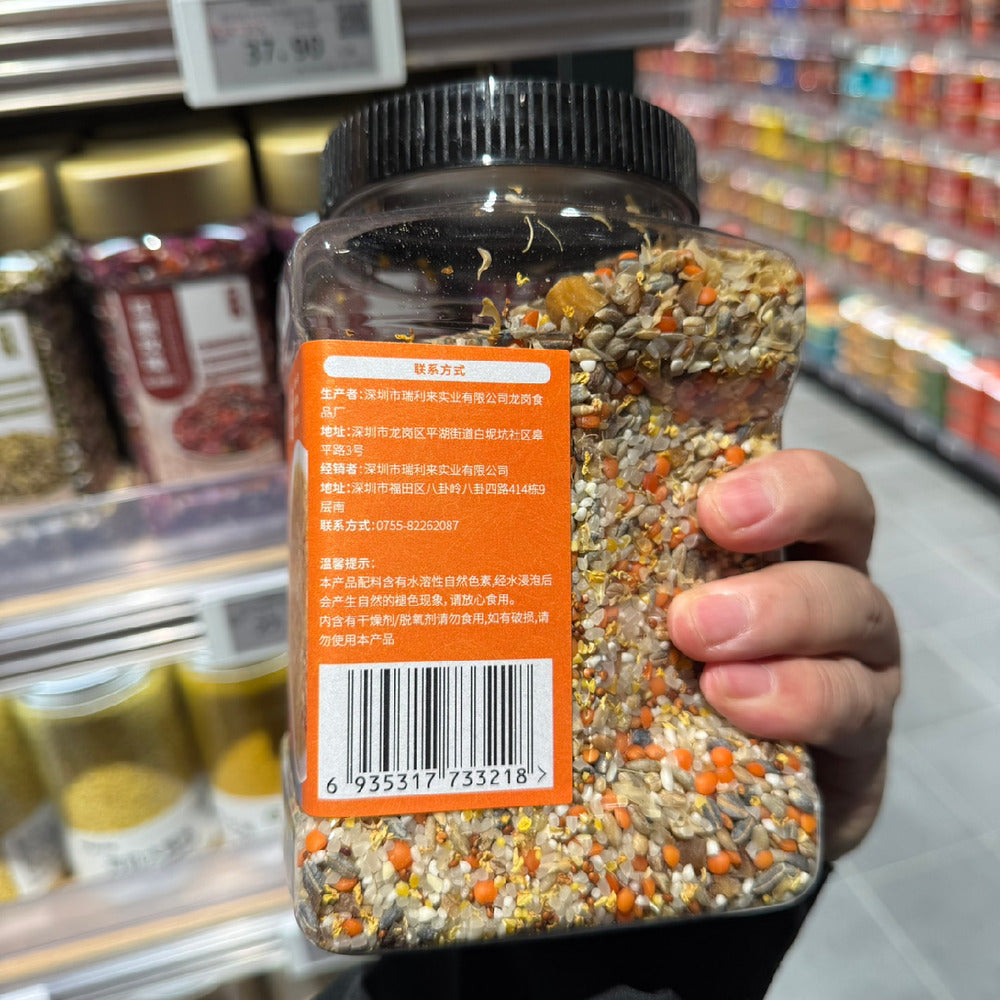 37.90
联系方式
生产者:深圳市瑞利来实业有限公司龙岗食
品厂
地址:深圳市龙岗区平湖街道白坭坑社区皋
平路3号
经销者:深圳市瑞利来实业有限公司
地址:深圳市福田区八卦岭八卦四路414栋9
层南
联系方式:0755-82262087
温馨提示:
本产品配料含有水溶性自然色素,经水浸泡后
会产生自然的褪色现象,请放心食用。
内含有干燥剂/脱氧剂请勿食用,如有破损,请
勿使用本产品
6 935317 733218 >